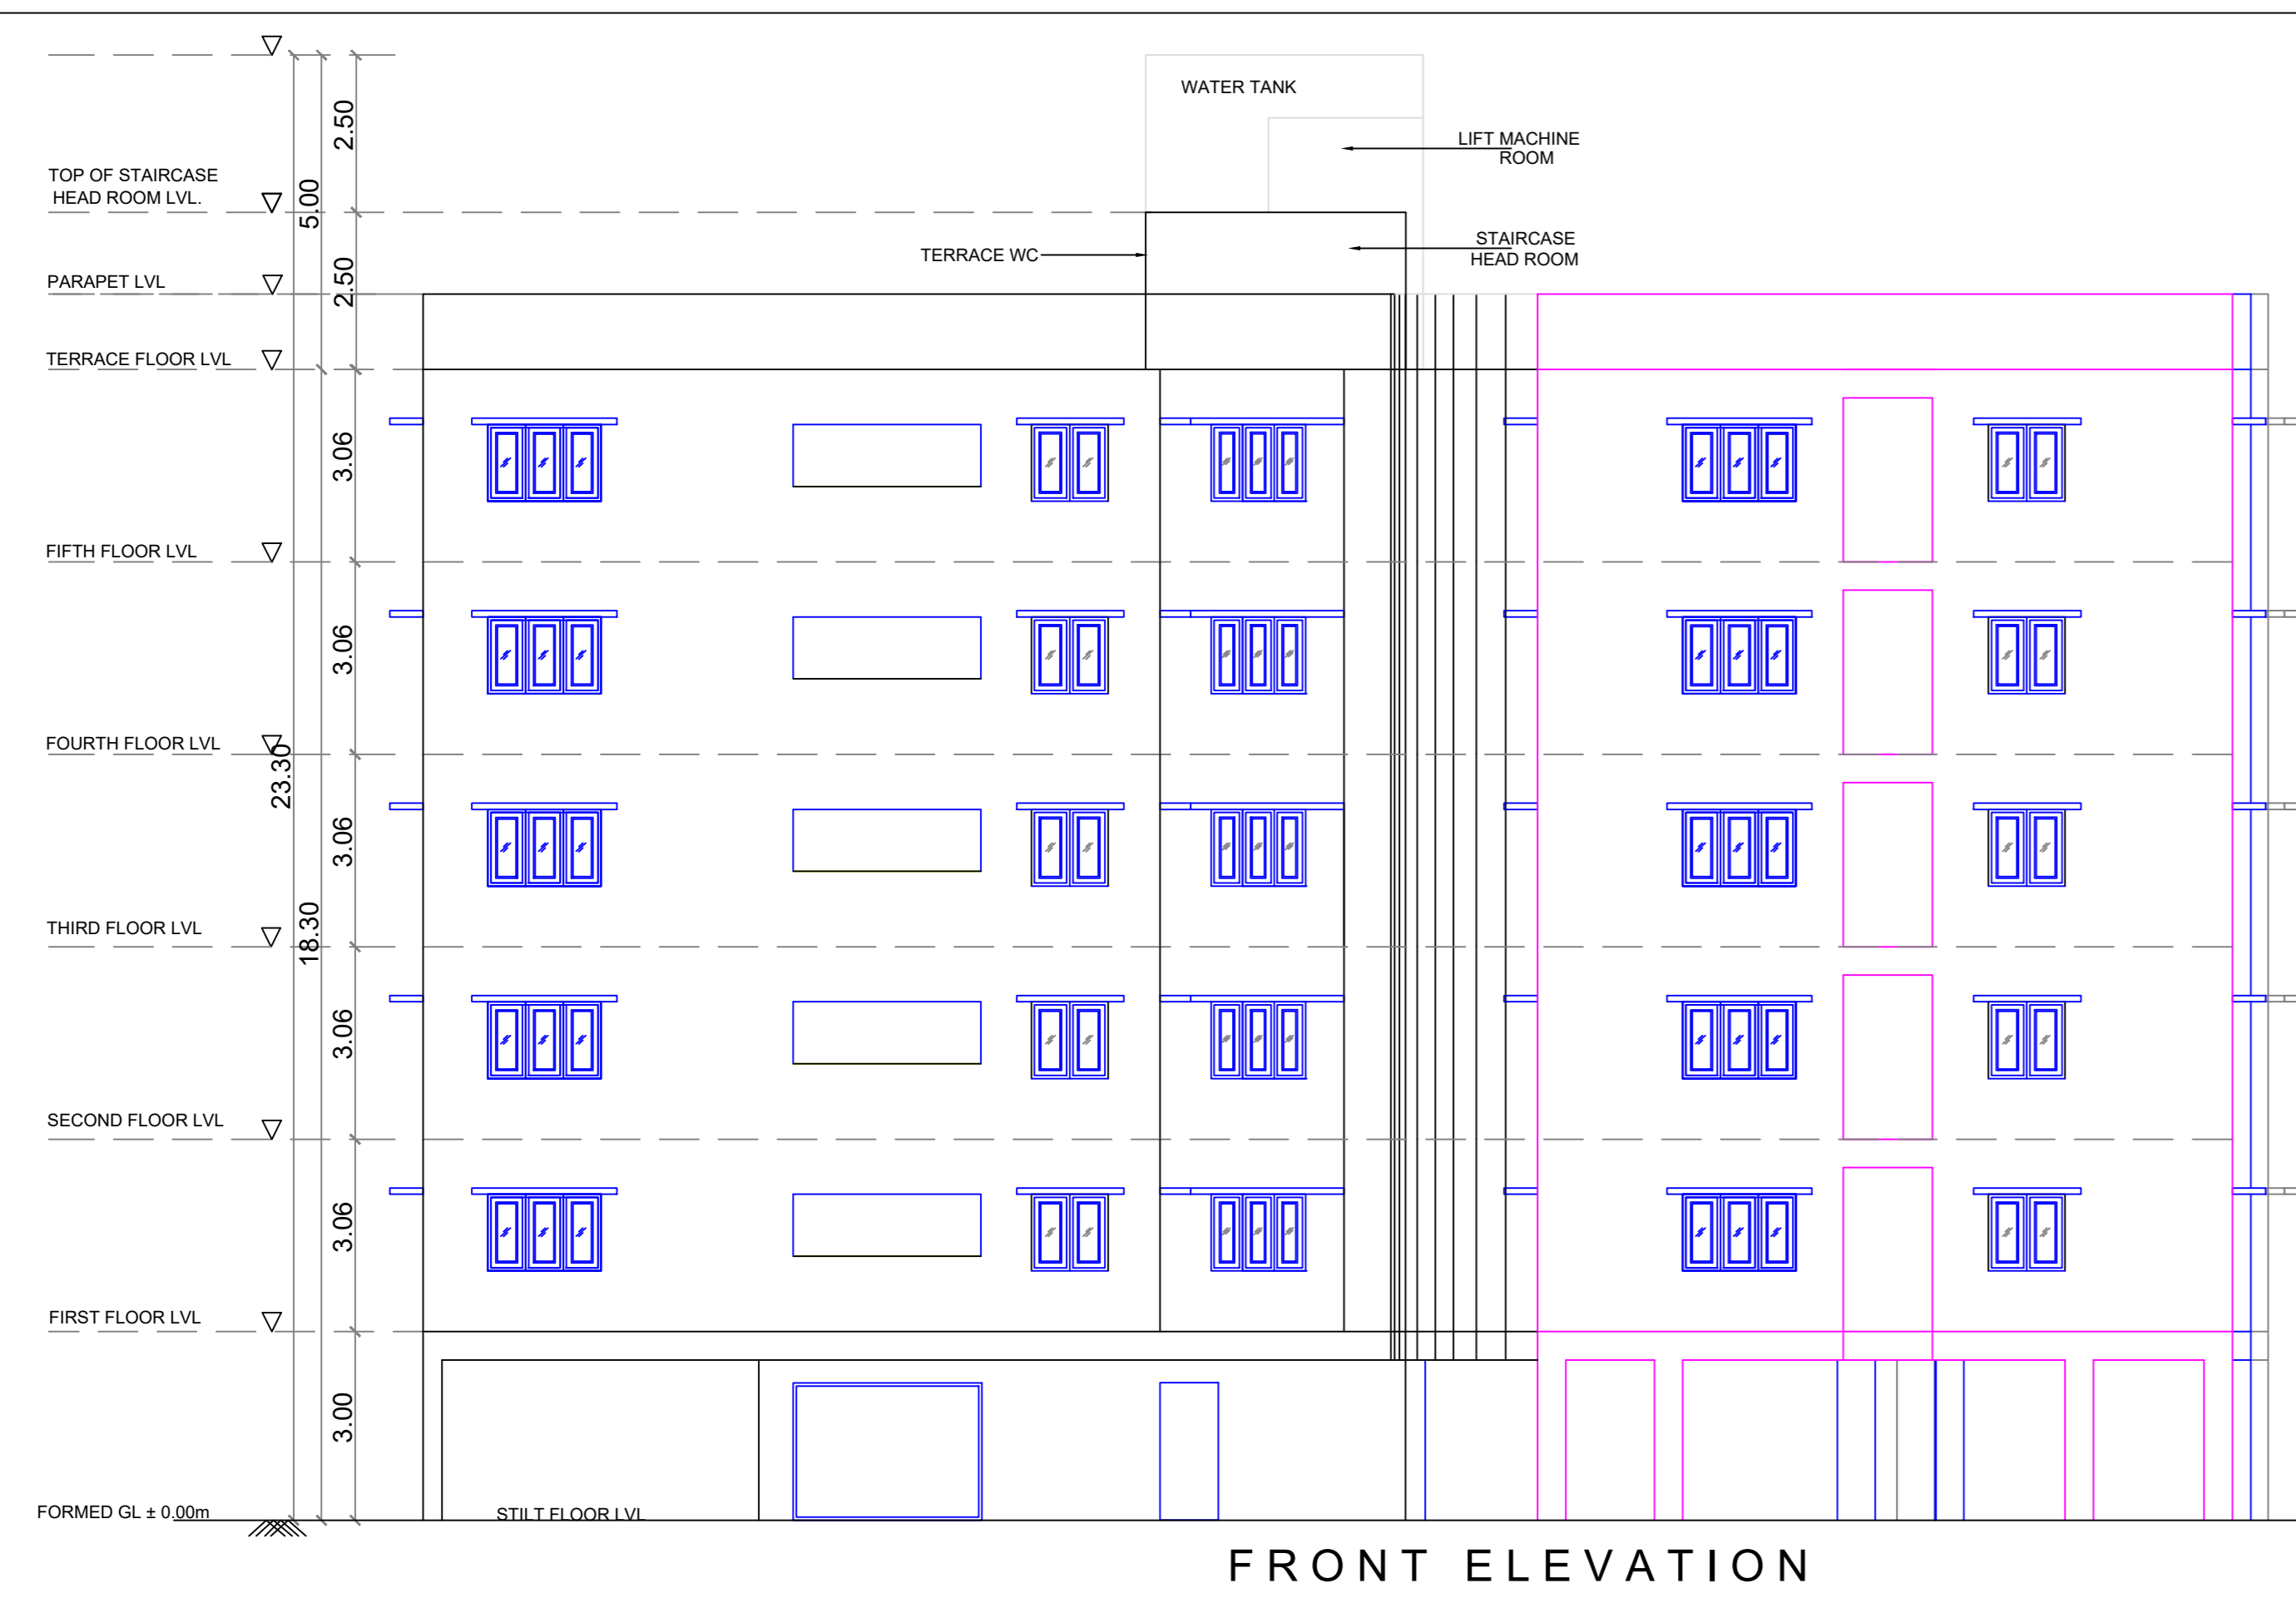 WATER TANK
2.50
LIFT MACHINE
ROOM
TOP OF STAIRCASE
HEAD ROOM LVL.
5.00
STAIRCASE
HEAD ROOM
TERRACE WC
PARAPET LVL
2.50
TERRACE FLOOR LVL
3.06
FIFTH FLOOR LVL
3.06
FOURTH FLOOR LVL
23.30
3.06
THIRD FLOOR LVL
18.30
3.06
SECOND FLOOR LVL
3.06
FIRST FLOOR LVL
3.00
FORMED GL ± 0.00m
STILT FLOOR LVL
FRONT ELEVATION